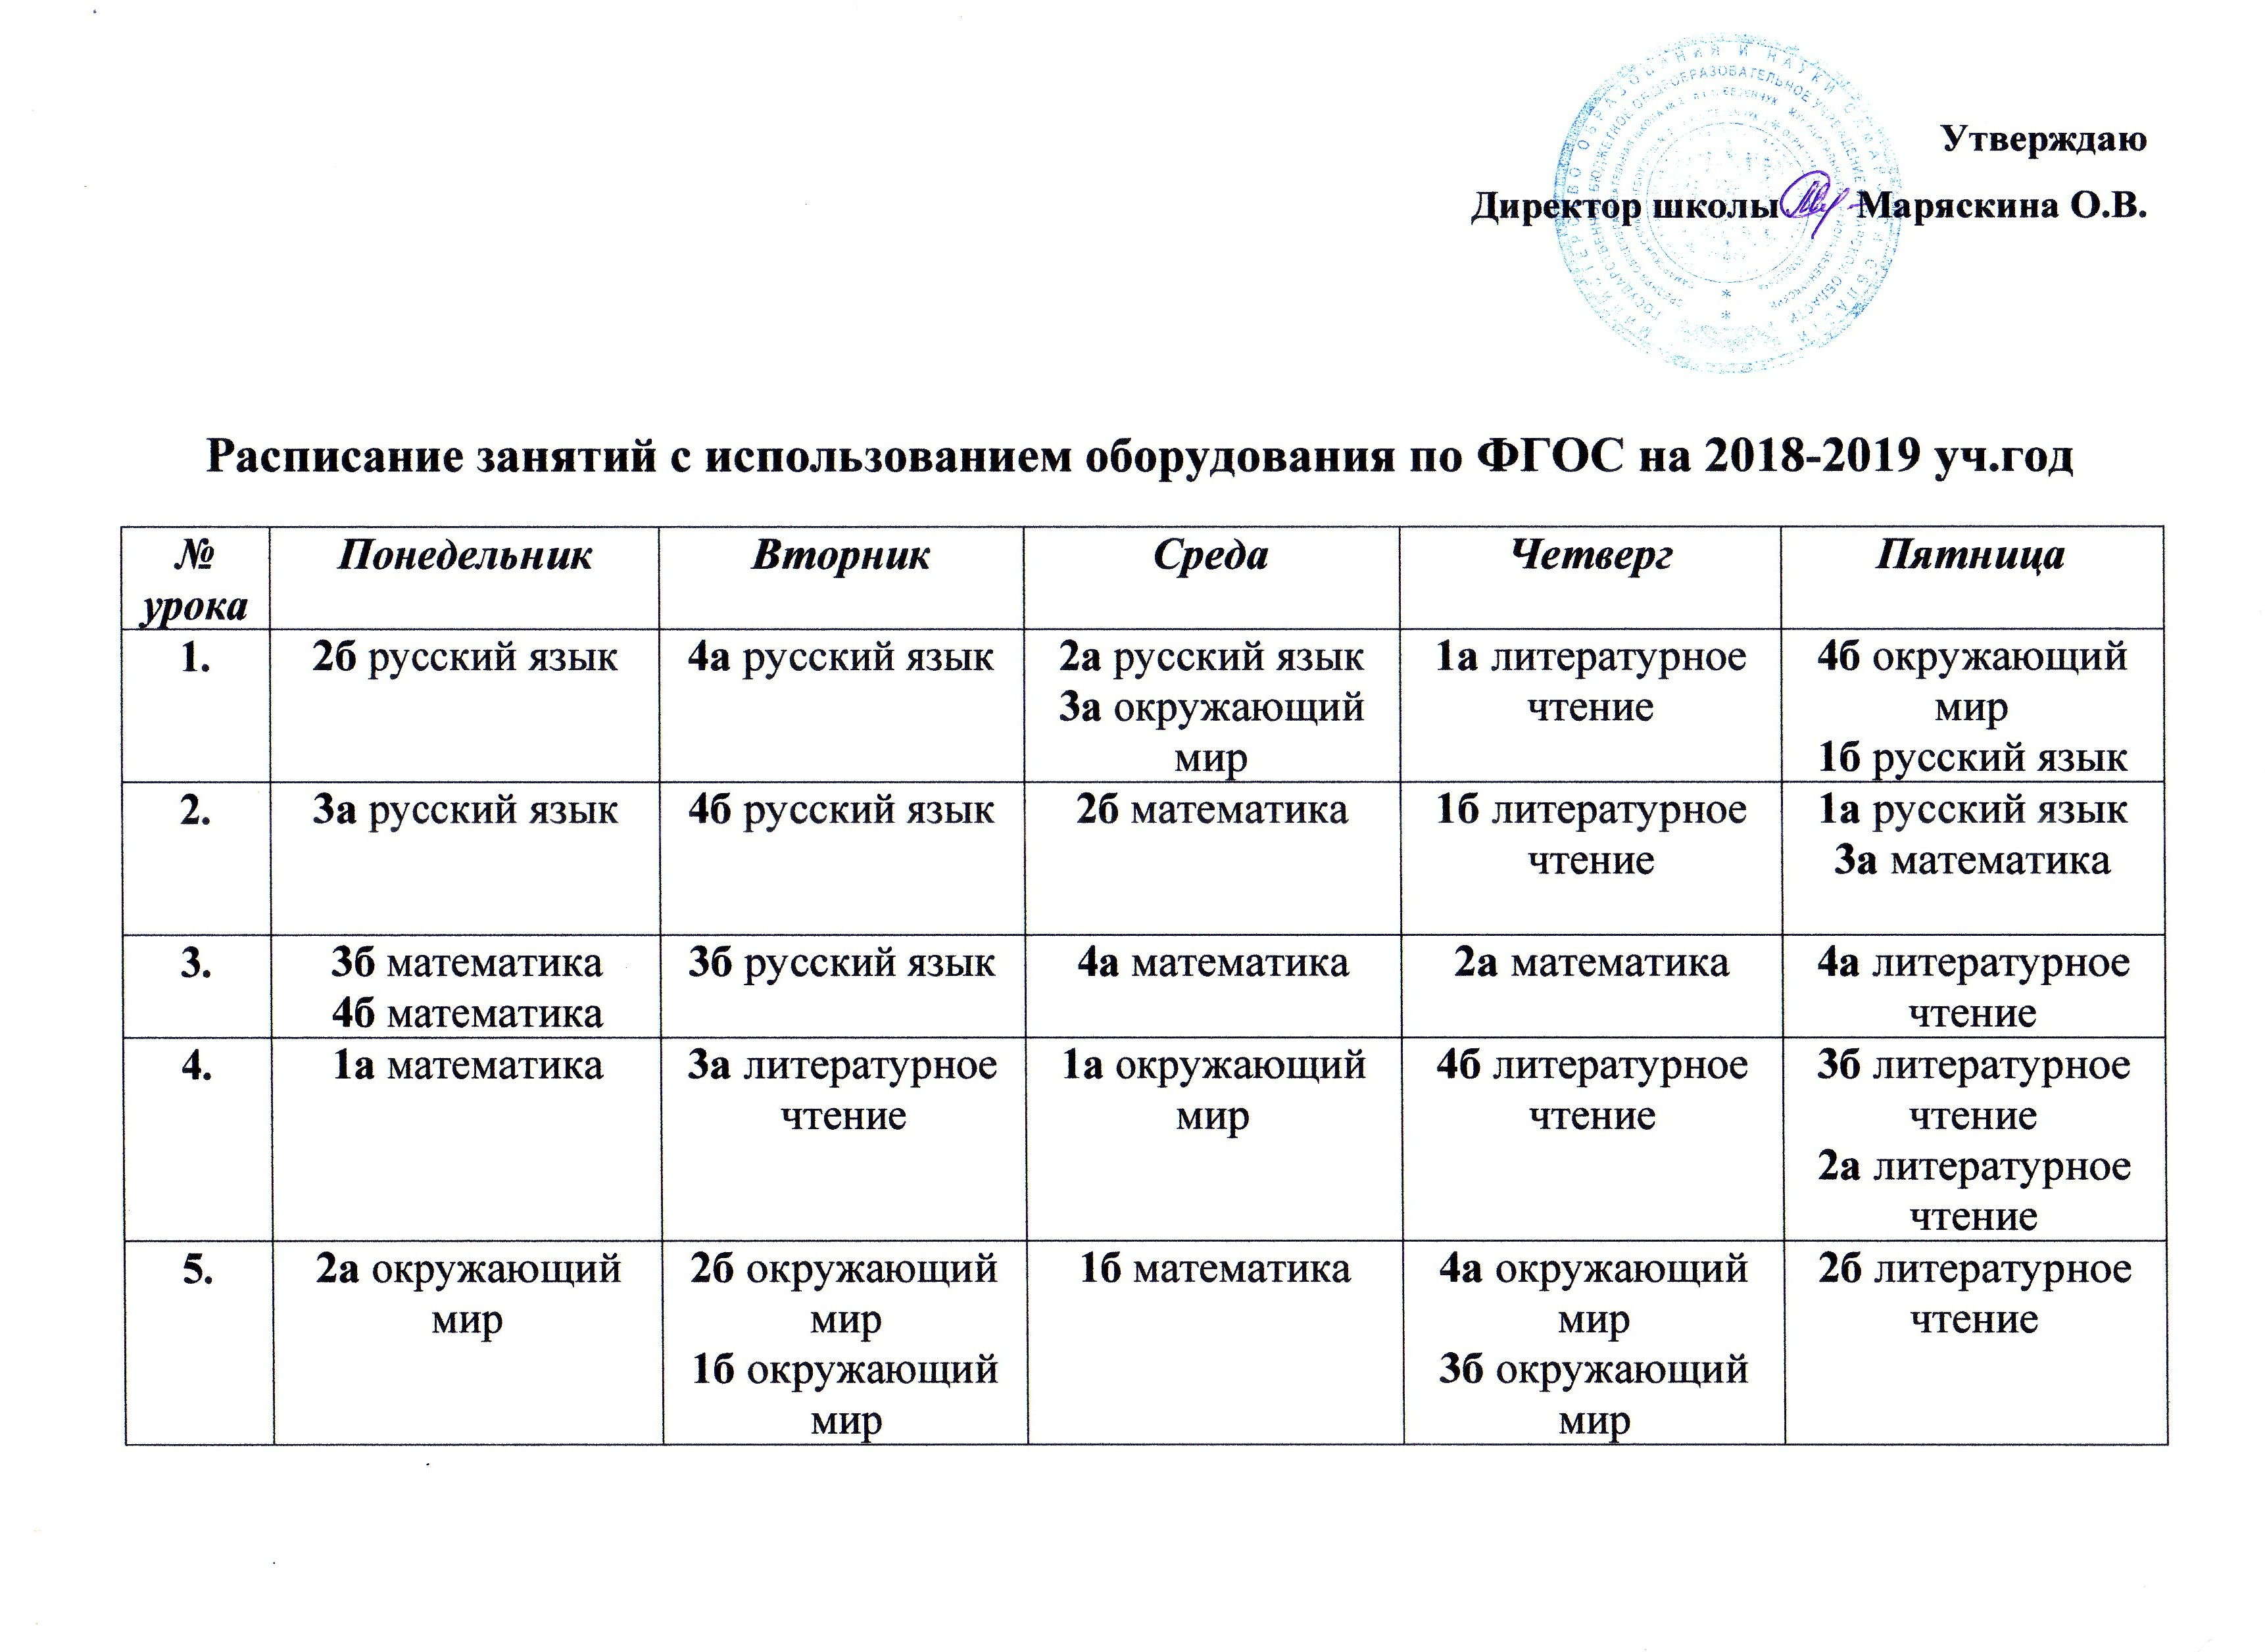 Утверждаю
Директор школы Маряскина О.В.
МИНИСТЕРСТВО ОБРАЗОВАНИЯ И НАУКИ САМАРСКОЙ ОБЛАСТИ
Расписание занятий с использованием оборудования по ФГОС на 2018-2019 уч.год
№ Понедельник Вторник Среда Четверг Пятница
урока
1. 2б русский язык 4а русский язык 2а русский язык 1а литературное 4б окружающий
3а окружающий чтение мир
мир 1б русский язык
2. 3а русский язык 4б русский язык 2б математика 1б литературное 1а русский язык
чтение 3а математика
3. 3б математика 3б русский язык 4а математика 2а математика 4а литературное
4б математика чтение
4. 1а математика 3а литературное 1а окружающий 4б литературное 3б литературное
чтение мир чтение чтение
2а литературное
чтение
5. 2а окружающий 2б окружающий 1б математика 4а окружающий 2б литературное
мир мир мир чтение
1б окружающий 3б окружающий
мир мир